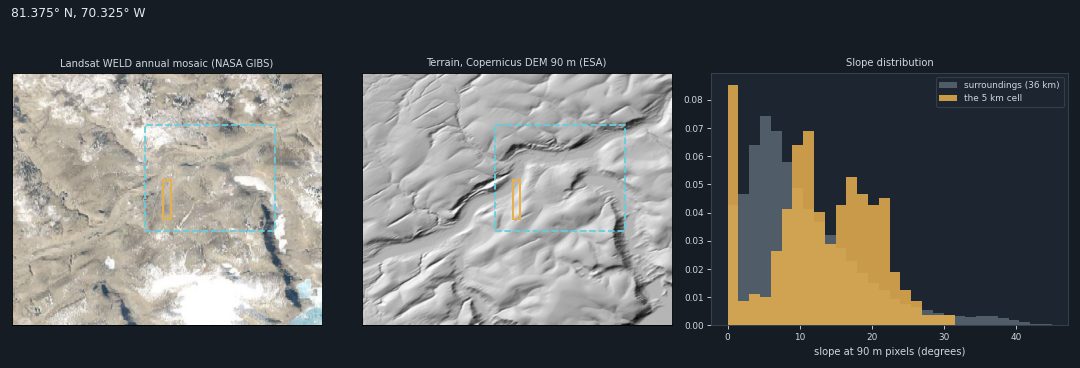 81.375° N, 70.325° W
Landsat WELD annual mosaic (NASA GIBS)
Terrain, Copernicus DEM 90 m (ESA)
Slope distribution
surroundings (36 km)
the 5 km cell
0.08
0.07
0.06
0.05
0.04
0.03
0.02
0.01
0.00
0 10 20 30 40
slope at 90 m pixels (degrees)